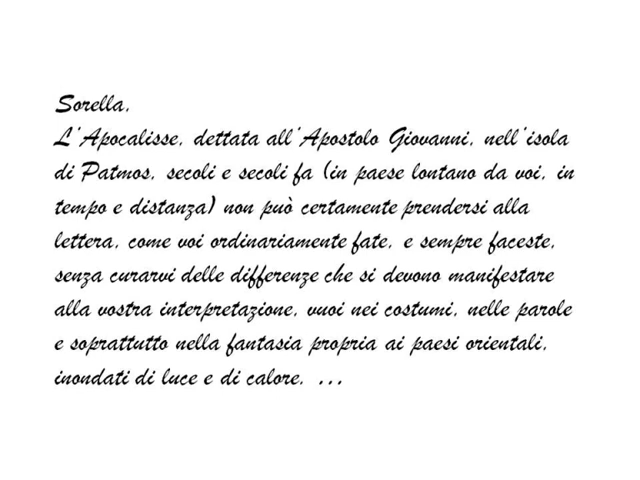 Sorella,
L'Apocalisse, dettata all'Apostolo Giovanni, nell'isola
di Patmos, secoli e secoli fa (in paese lontano da voi, in
tempo e distanza) non può certamente prendersi alla
lettera, come voi ordinariamente fate, e sempre faceste,
senza curarvi delle differenze che si devono manifestare
alla vostra interpretazione, vuoi nei costumi, nelle parole
e soprattutto nella fantasia propria ai paesi orientali,
inondati di luce e di calore, ...